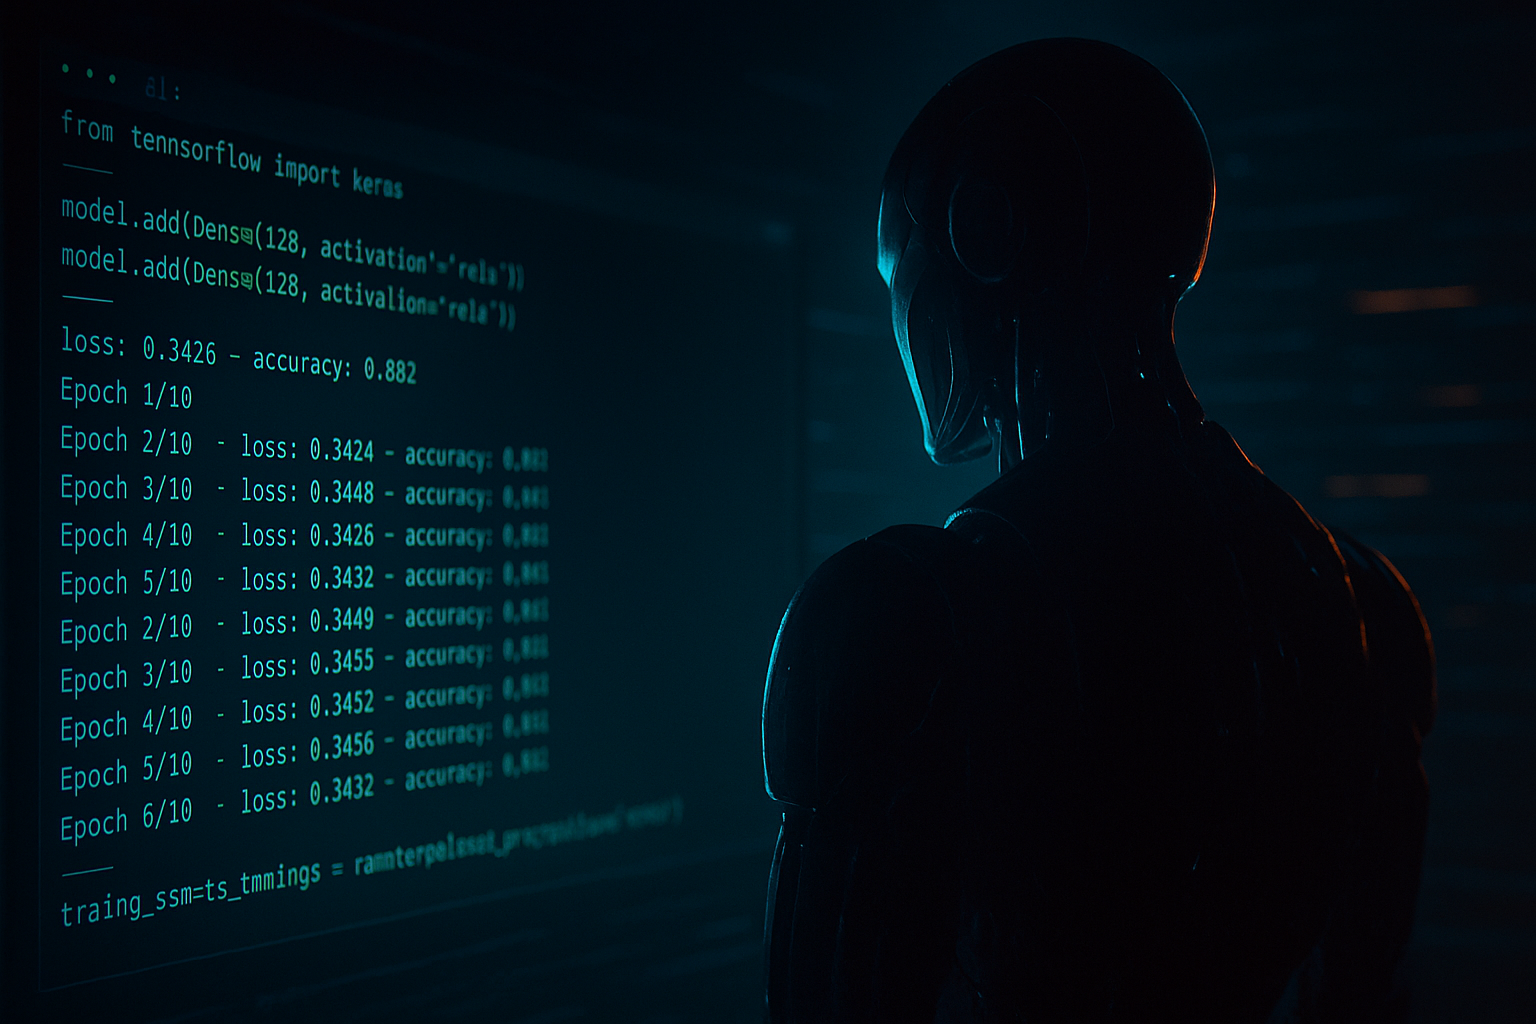 al:
from tennsorflow import keras
model.add(Dens(128, activation'='rela'))
model.add(Dens(128, activalion='rela'))
loss: 0.3426 – accuracy: 0.882
Epoch 1/10
Epoch 2/10 - loss: 0.3424 – accuracy:
Epoch 3/10 - loss: 0.3448 – accuracy:
Epoch 4/10 - loss: 0.3426 – accuracy:
Epoch 5/10 - loss: 0.3432 – accuracy:
Epoch 2/10 - loss: 0.3449 – accuracy:
Epoch 3/10 - loss: 0.3455 – accuracy:
Epoch 4/10 - loss: 0.3452 – accuracy:
Epoch 5/10 - loss: 0.3456 – accuracy:
Epoch 6/10 - loss: 0.3432 – accuracy:
traing_ssm=ts_tmmings =